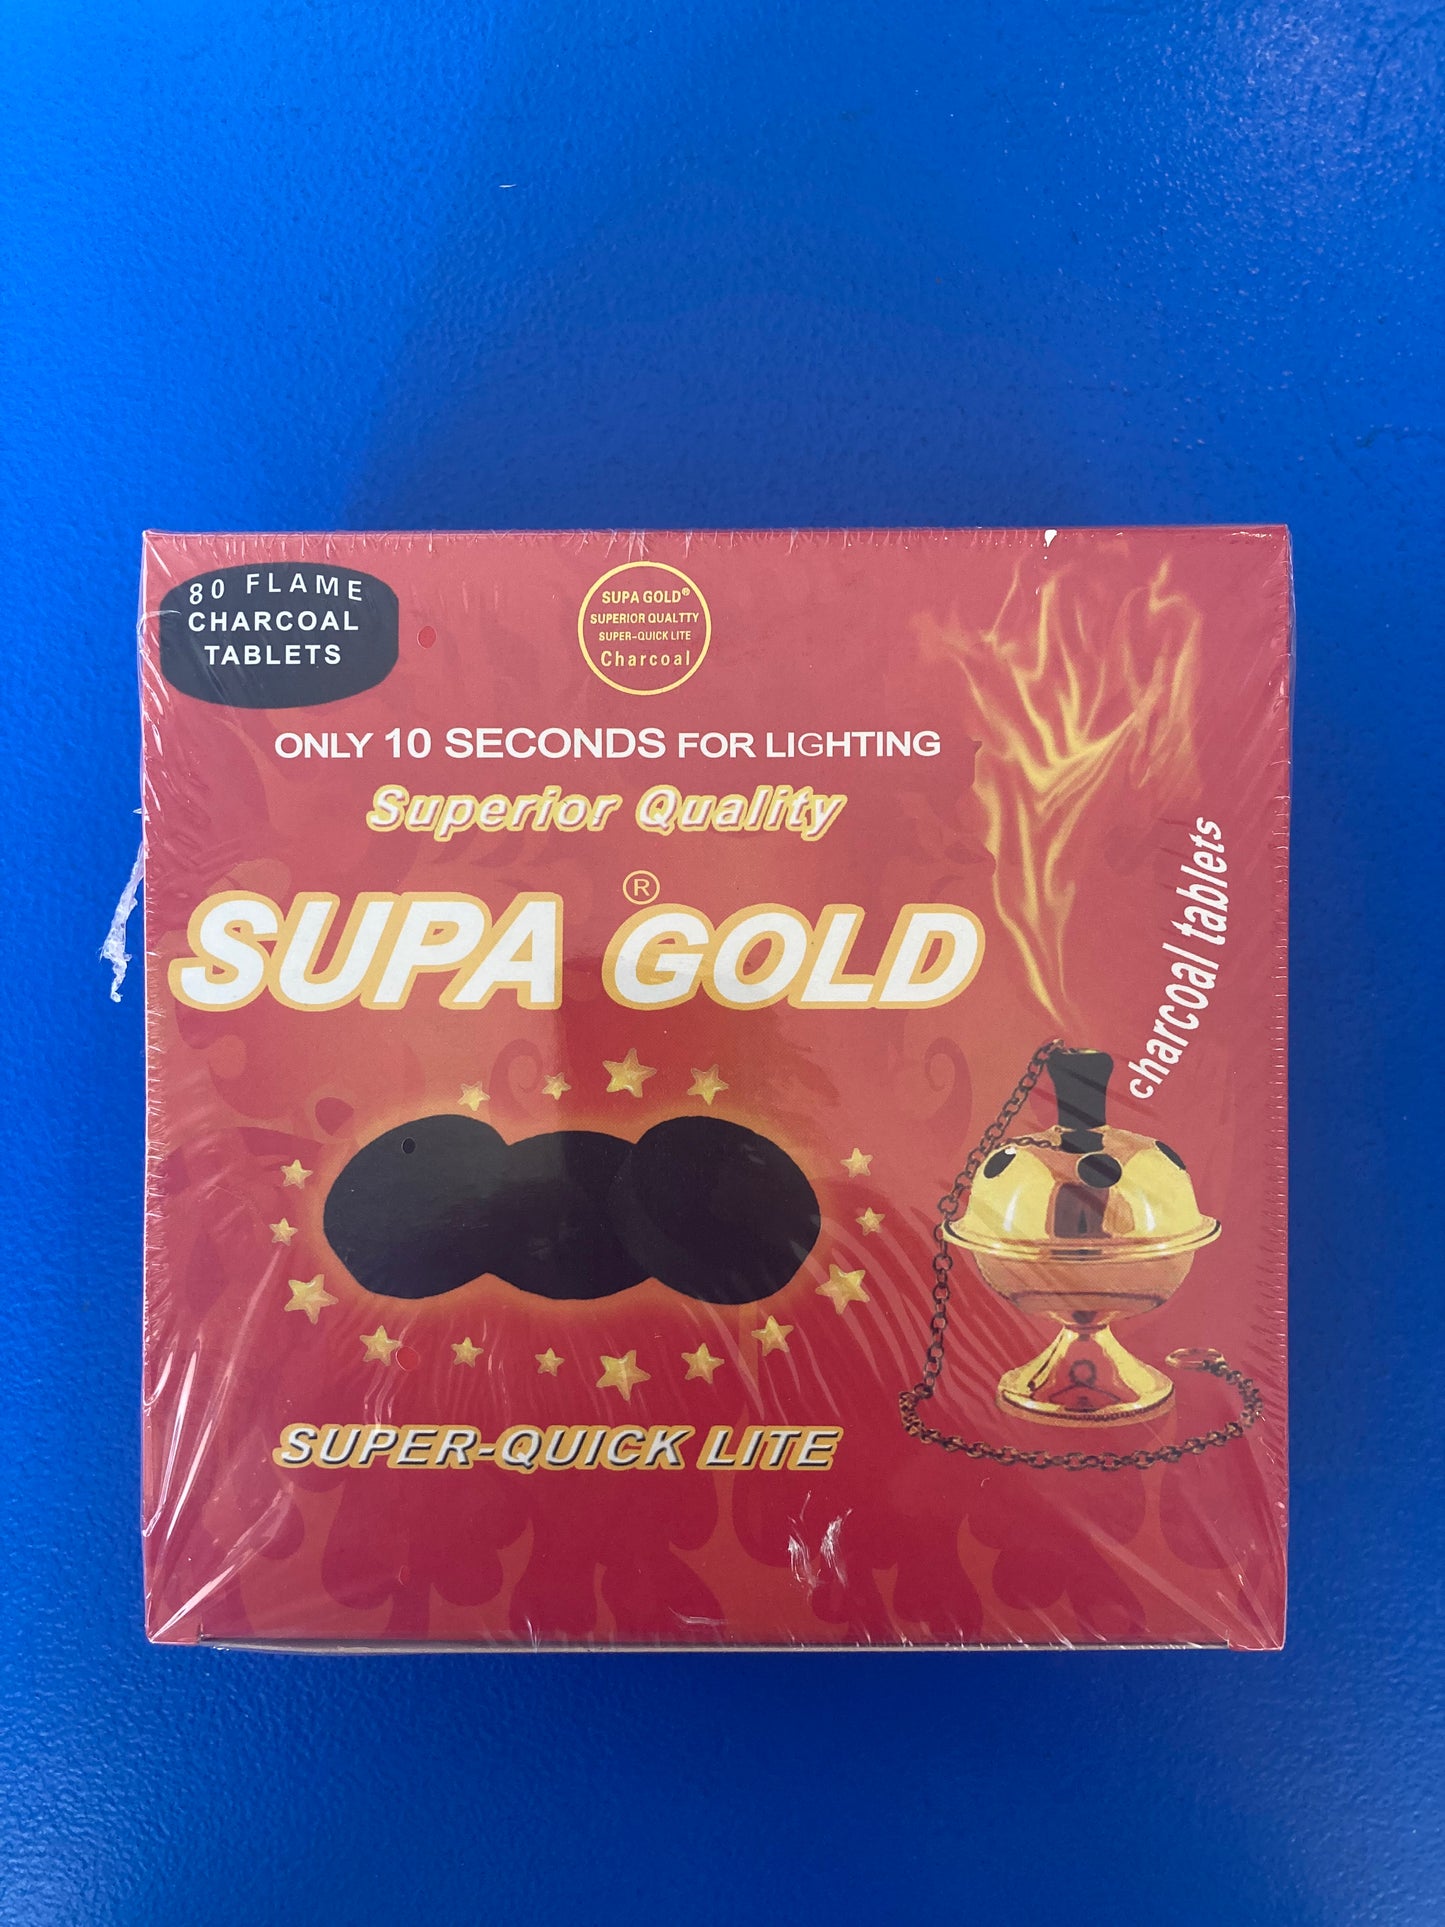 80 FLAME
CHARCOAL
TABLETS
SUPA GOLD®
SUPERIOR QUALTTY
SUPER-QUICK LITE
Charcoal
ONLY 10 SECONDS FOR LIGHTING
Superior Quality
SUPA ® GOLD
charcoal tablets
SUPER-QUICK LITE